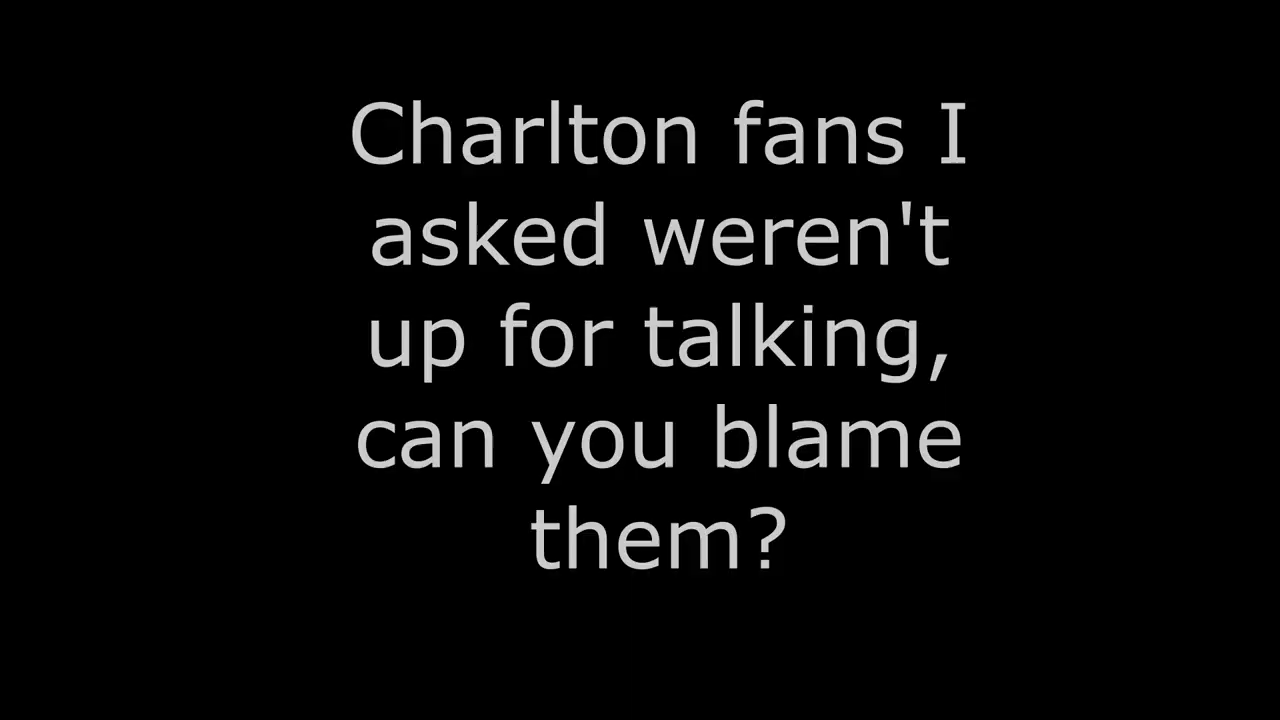 Charlton fans I
asked weren't
up for talking,
can you blame
them?